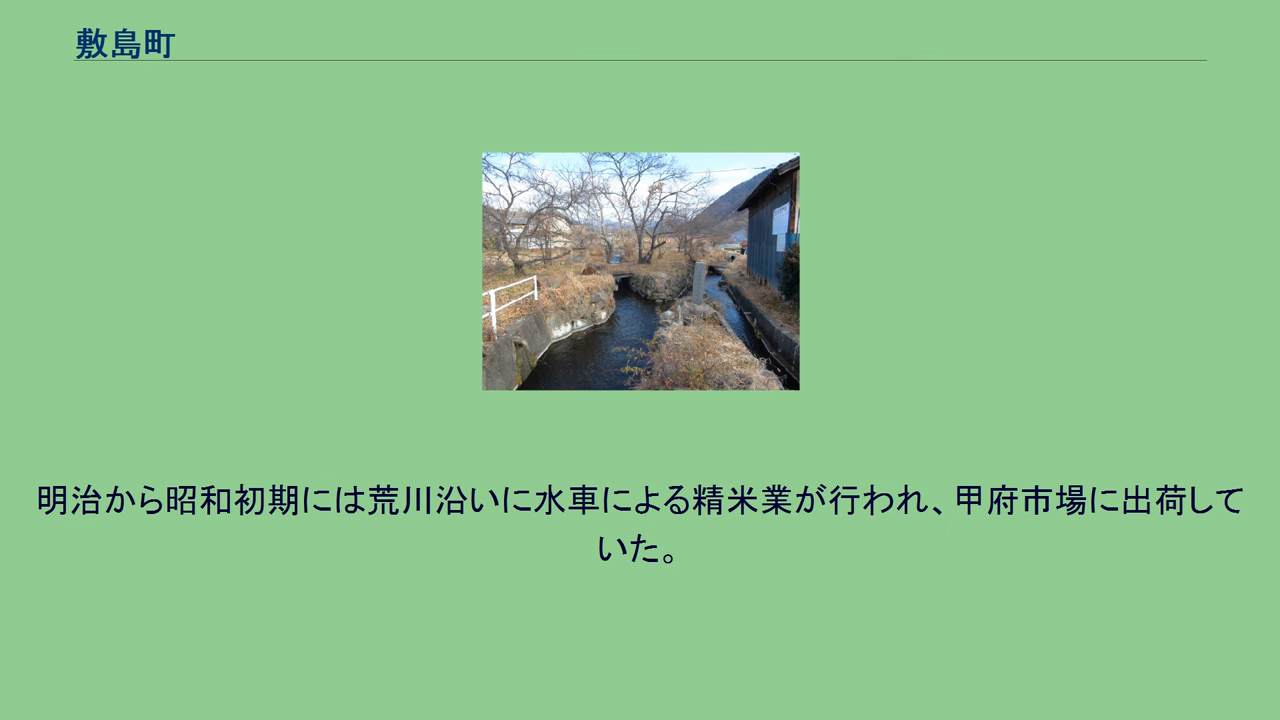 敷島町
明治から昭和初期には荒川沿いに水車による精米業が行われ、甲府市場に出荷して
いた。